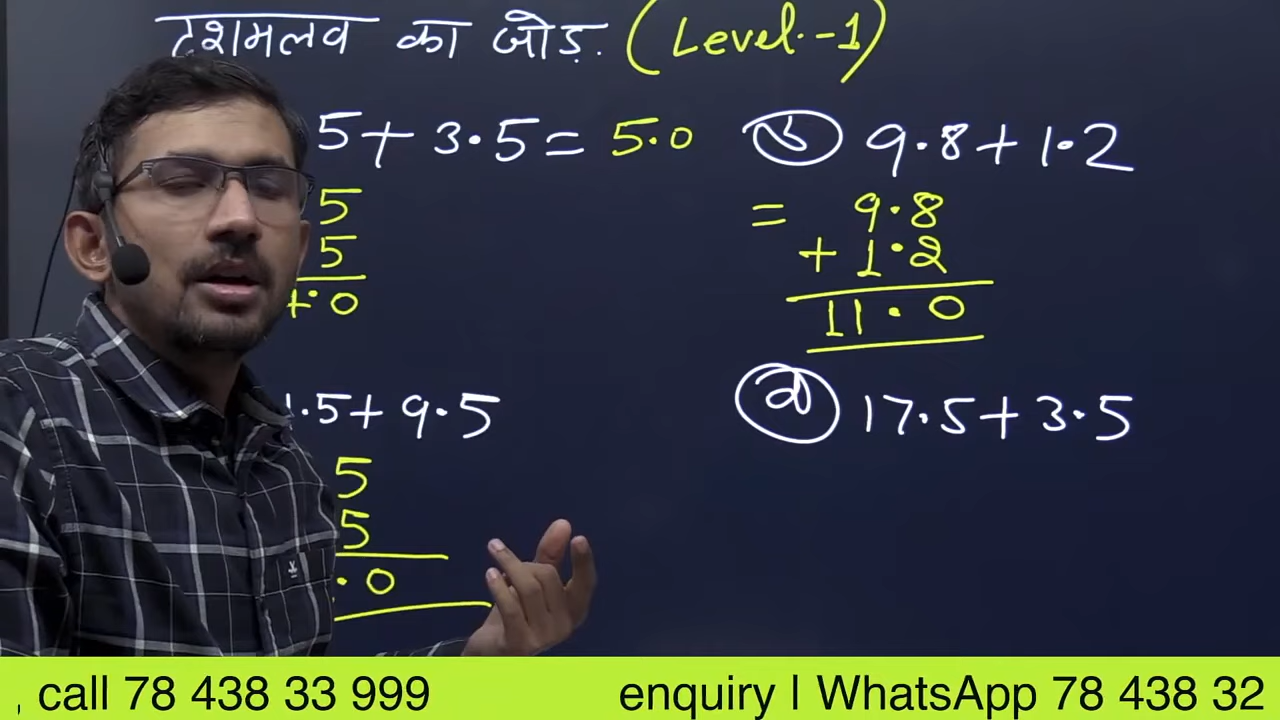 दशमलव का जोड़. (Level.-1)
5+3.5= 5.0
5
5
.0
ब 9.8+1.2
= 9.8
+ 1.2
11.0
1.5+9.5
5
5
.0
द 17.5+3.5
, call 78 438 33 999
enquiry | WhatsApp 78 438 32